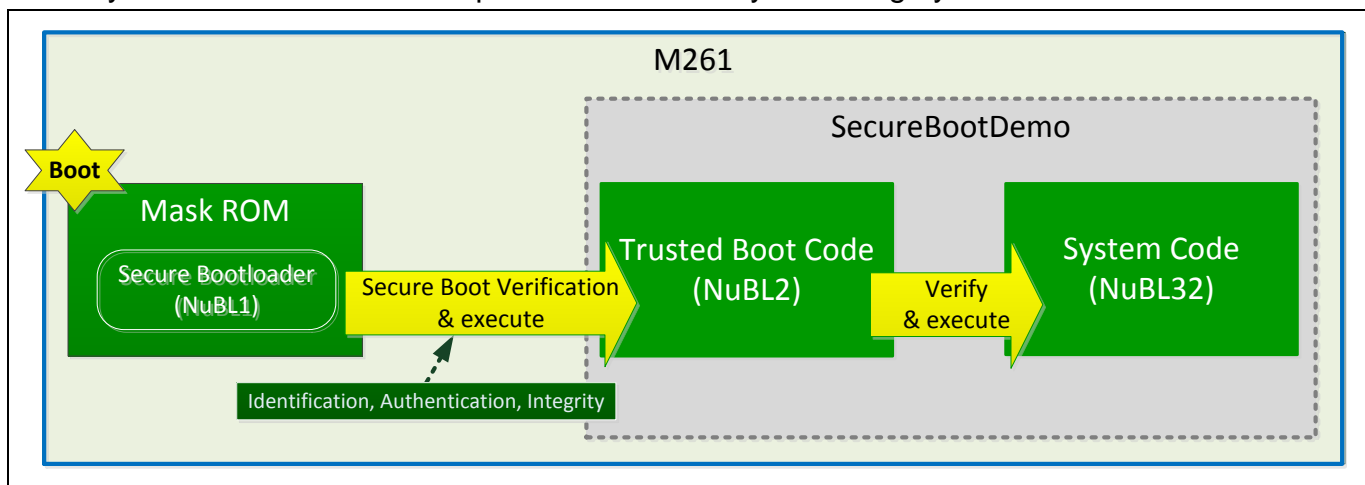 M261
SecureBootDemo
Boot
Mask ROM
Secure Bootloader
(NuBL1)
Secure Boot Verification
& execute
Identification, Authentication, Integrity
Trusted Boot Code
(NuBL2)
Verify
& execute
System Code
(NuBL32)